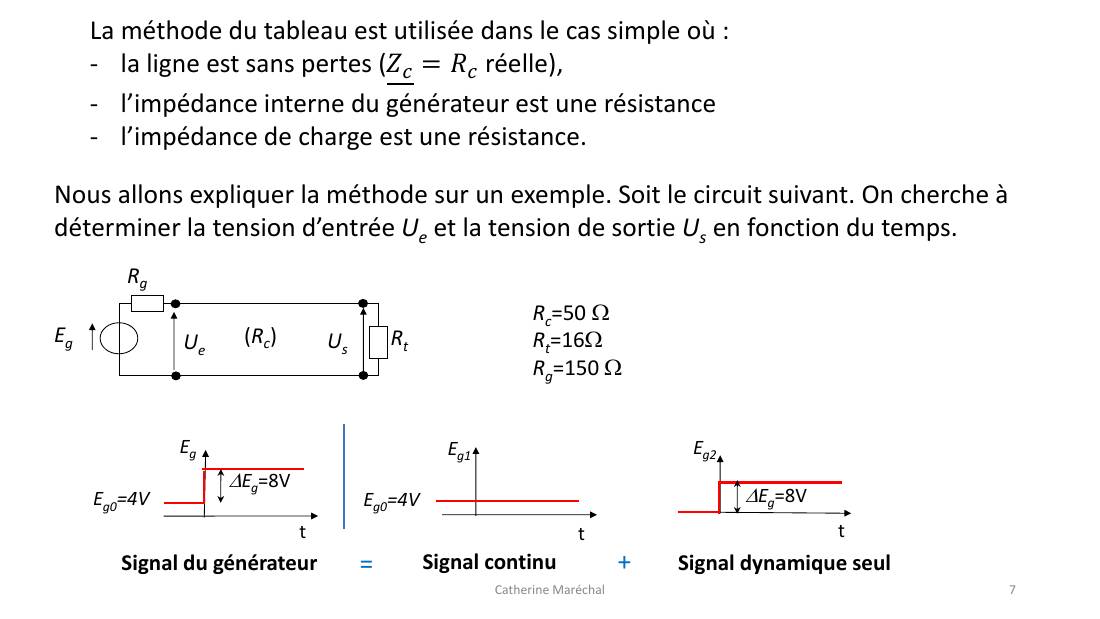 La méthode du tableau est utilisée dans le cas simple où :
- la ligne est sans pertes (Z_c = R_c réelle),
- l’impédance interne du générateur est une résistance
- l’impédance de charge est une résistance.
Nous allons expliquer la méthode sur un exemple. Soit le circuit suivant. On cherche à
déterminer la tension d’entrée U_e et la tension de sortie U_s en fonction du temps.
R_g
E_g
U_e
(R_c)
U_s
R_t
R_c=50 Ω
R_t=16Ω
R_g=150 Ω
E_g
ΔE_g=8V
E_g0=4V
t
E_g1
E_g0=4V
t
E_g2
ΔE_g=8V
t
Signal du générateur = Signal continu + Signal dynamique seul
Catherine Maréchal 7